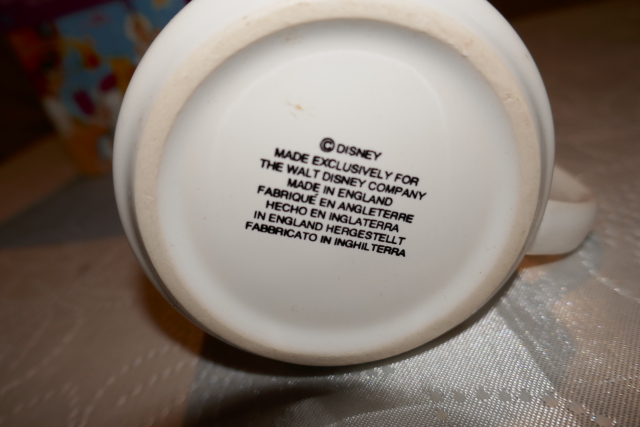 © DISNEY
MADE EXCLUSIVELY FOR
THE WALT DISNEY COMPANY
MADE IN ENGLAND
FABRIQUÉ EN ANGLETERRE
HECHO EN INGLATERRA
IN ENGLAND HERGESTELLT
FABBRICATO IN INGHILTERRA